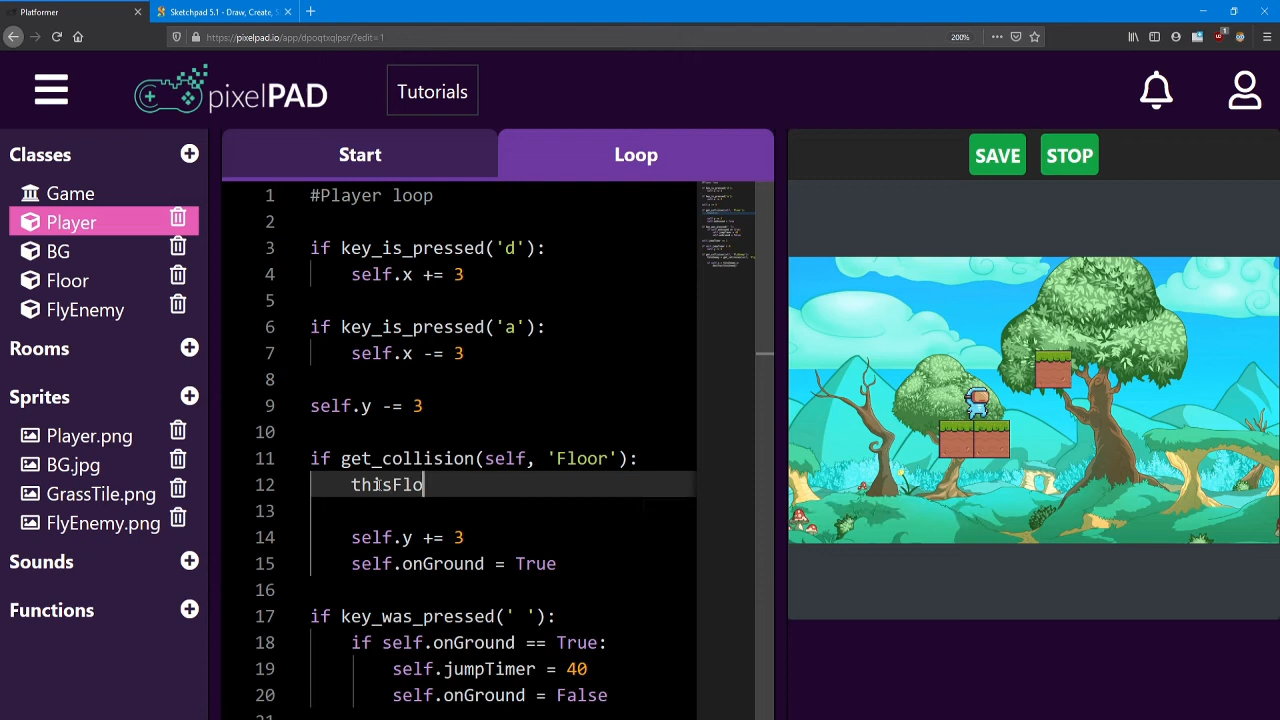 Platformer
Sketchpad 5.1 - Draw, Create, S
https://pixelpad.io/app/dpoqtxqlpsr/?edit=1
200%
pixelPAD
Tutorials
Classes
Game
Player
BG
Floor
FlyEnemy
Rooms
Sprites
Player.png
BG.jpg
GrassTile.png
FlyEnemy.png
Sounds
Functions
Start
Loop
1 #Player loop
2
3 if key_is_pressed('d'):
4 self.x += 3
5
6 if key_is_pressed('a'):
7 self.x -= 3
8
9 self.y -= 3
10
11 if get_collision(self, 'Floor'):
12 thisFlo
13
14 self.y += 3
15 self.onGround = True
16
17 if key_was_pressed(' '):
18 if self.onGround == True:
19 self.jumpTimer = 40
20 self.onGround = False
SAVE
STOP